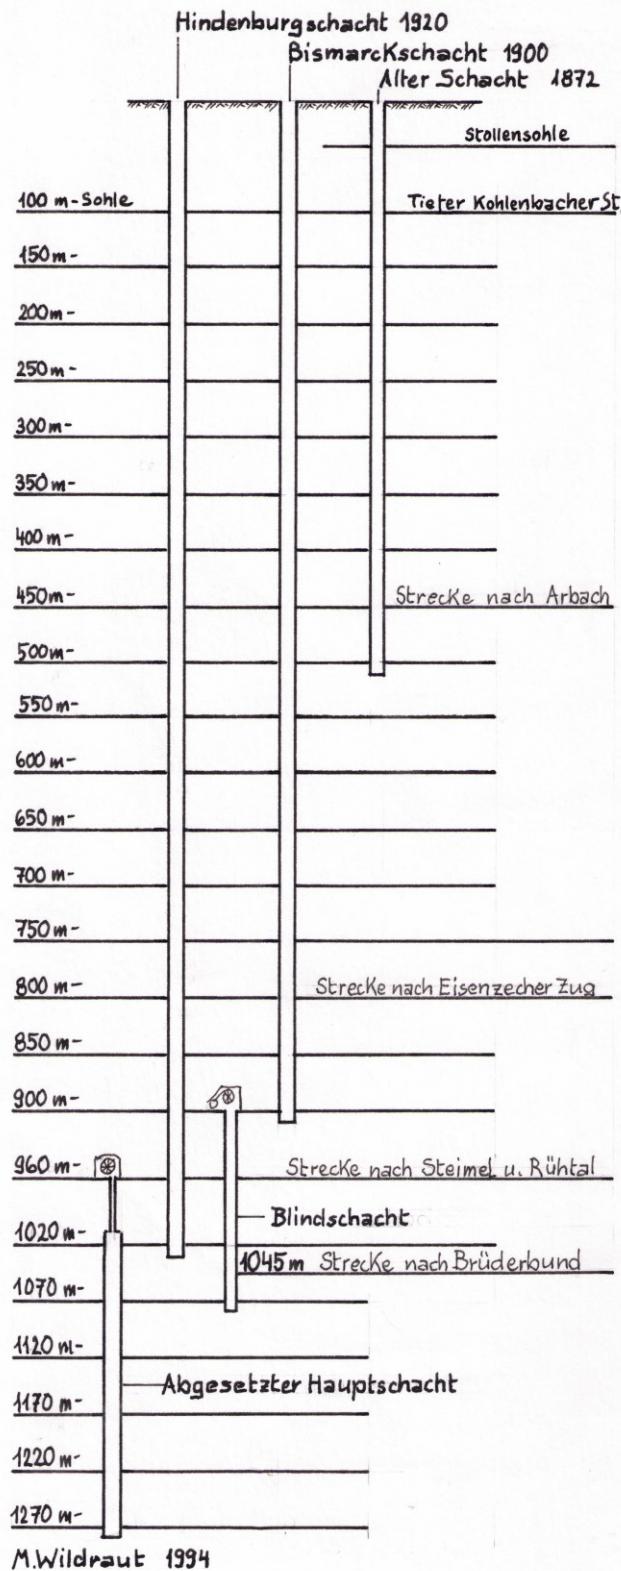 Hindenburgschacht 1920
Bismarckschacht 1900
Alter Schacht 1872
Stollensohle
100 m-Sohle
Tiefer Kohlenbacher St.
150 m-
200 m-
250 m-
300 m-
350 m-
400 m-
450 m-
Strecke nach Arbach
500 m-
550 m-
600 m-
650 m-
700 m-
750 m-
800 m-
Strecke nach Eisenzecher Zug
850 m-
900 m-
960 m-
Strecke nach Steimel u. Rühtal
Blindschacht
1020 m-
1045 m Strecke nach Brüderbund
1070 m-
1120 m-
Abgesetzter Hauptschacht
1170 m-
1220 m-
1270 m-
M.Wildraut 1994